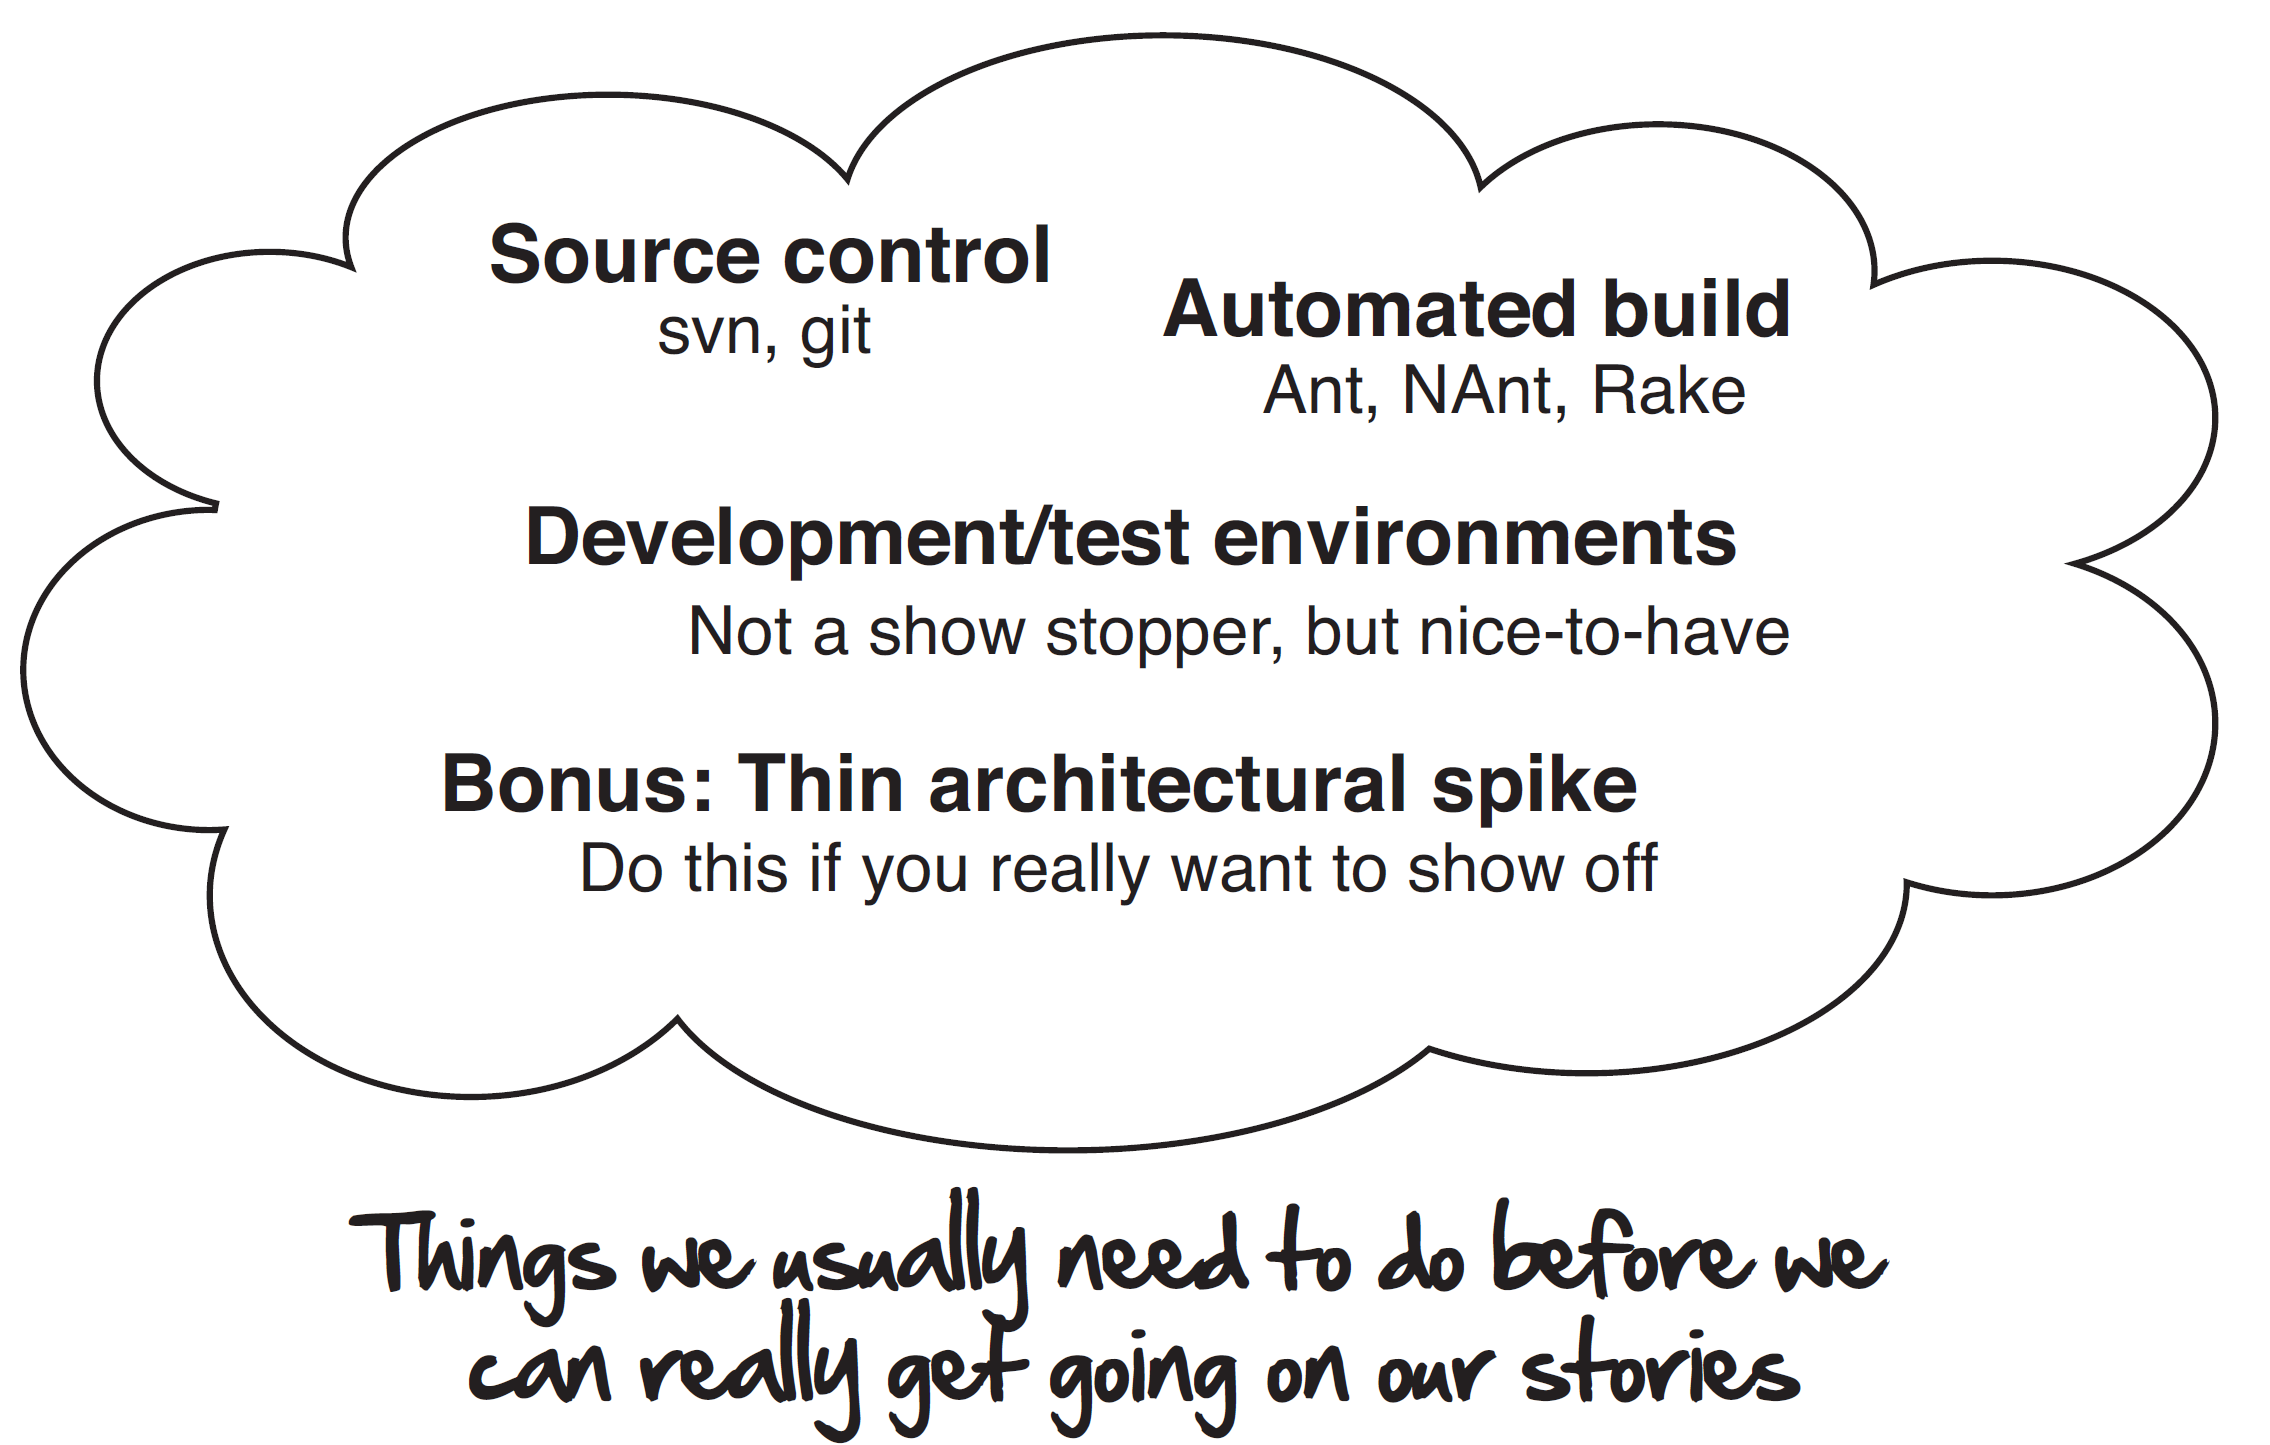 Source control
svn, git
Automated build
Ant, NAnt, Rake
Development/test environments
Not a show stopper, but nice-to-have
Bonus: Thin architectural spike
Do this if you really want to show off
Things we usually need to do before we
can really get going on our stories